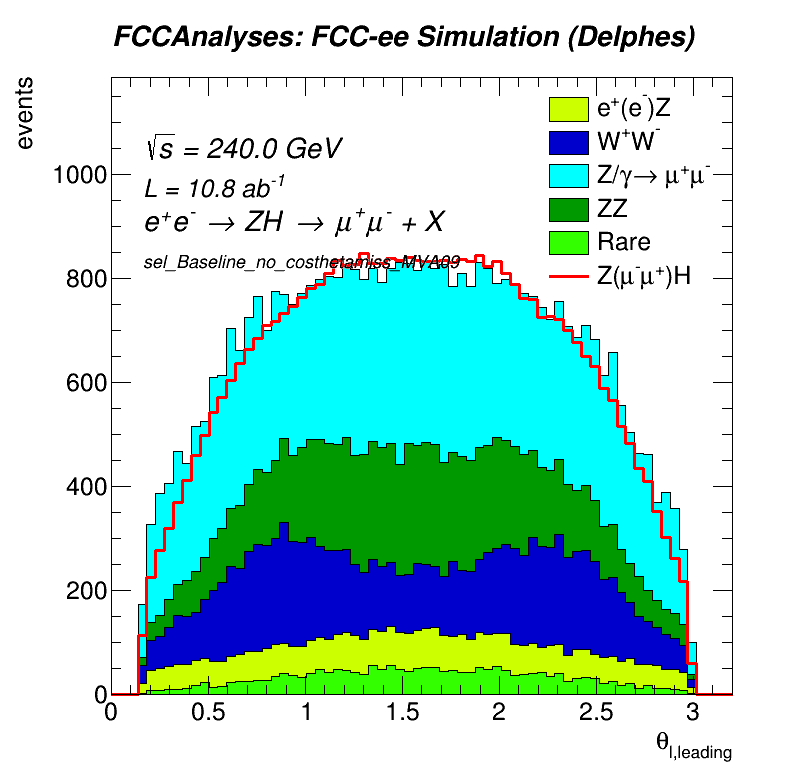 FCCAnalyses: FCC-ee Simulation (Delphes)
events
√s = 240.0 GeV
L = 10.8 ab⁻¹
e⁺e⁻ → ZH → μ⁺μ⁻ + X
sel_Baseline_no_costhetamiss_MVA09
e⁺(e⁻)Z
W⁺W⁻
Z/γ→ μ⁺μ⁻
ZZ
Rare
Z(μ⁻μ⁺)H
1000
800
600
400
200
0
0 0.5 1 1.5 2 2.5 3
θl,leading